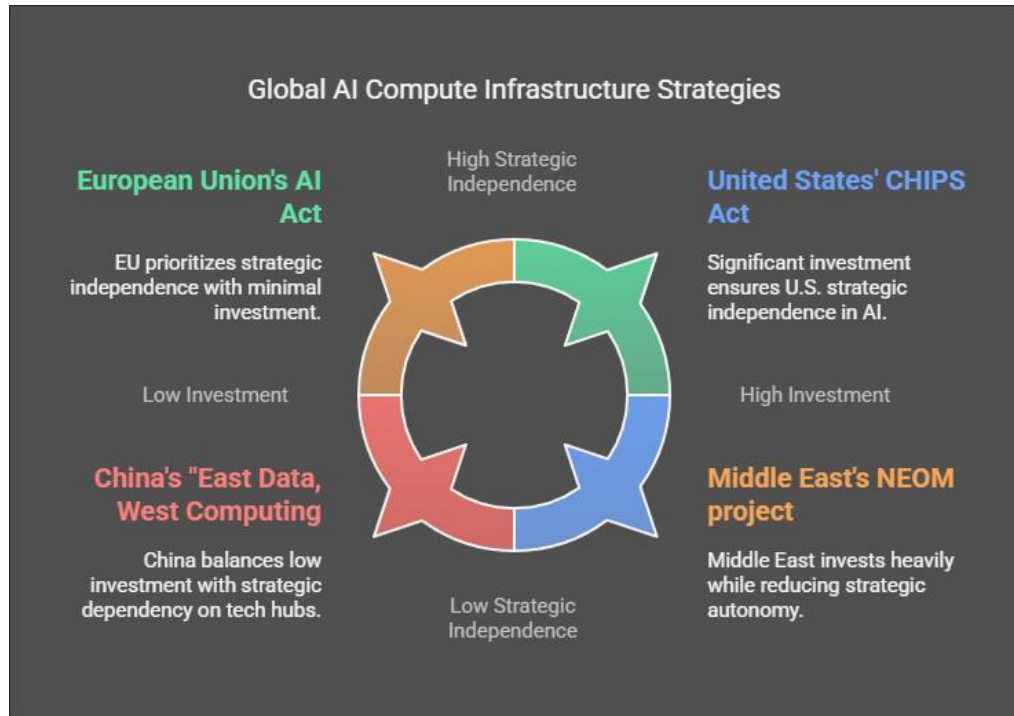 Global AI Compute Infrastructure Strategies
High Strategic
Independence
European Union's AI
Act
EU prioritizes strategic
independence with minimal
investment.
United States' CHIPS
Act
Significant investment
ensures U.S. strategic
independence in AI.
Low Investment
High Investment
China's "East Data,
West Computing
China balances low
investment with strategic
dependency on tech hubs.
Middle East's NEOM
project
Middle East invests heavily
while reducing strategic
autonomy.
Low Strategic
Independence